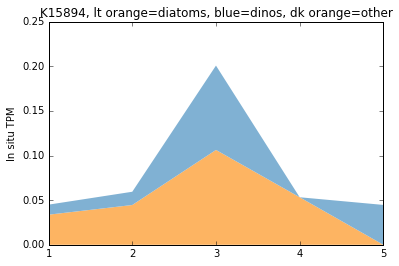 K15894, lt orange=diatoms, blue=dinos, dk orange=other
0.25
0.20
0.15
0.10
0.05
0.00
In situ TPM
1 2 3 4 5